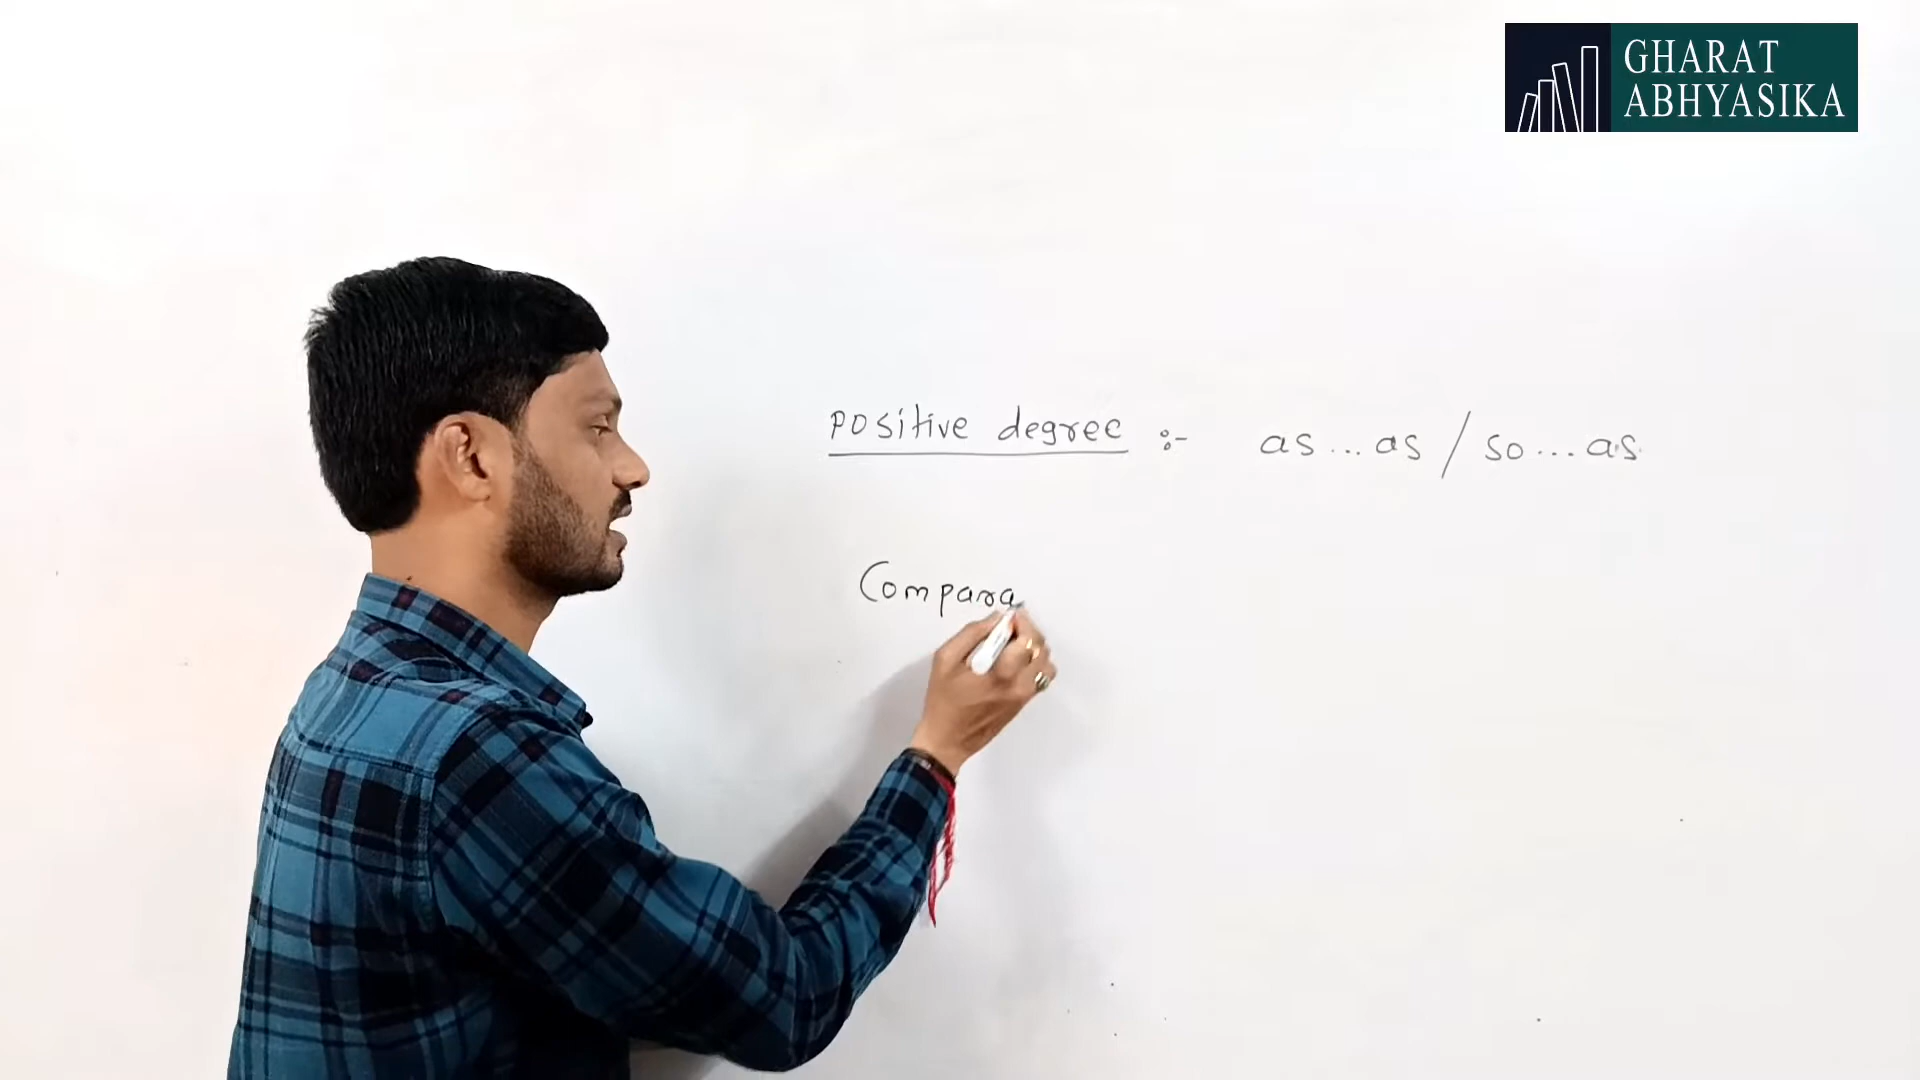 GHARAT
ABHYASIKA
positive degree :- as...as / so...as.
Compara